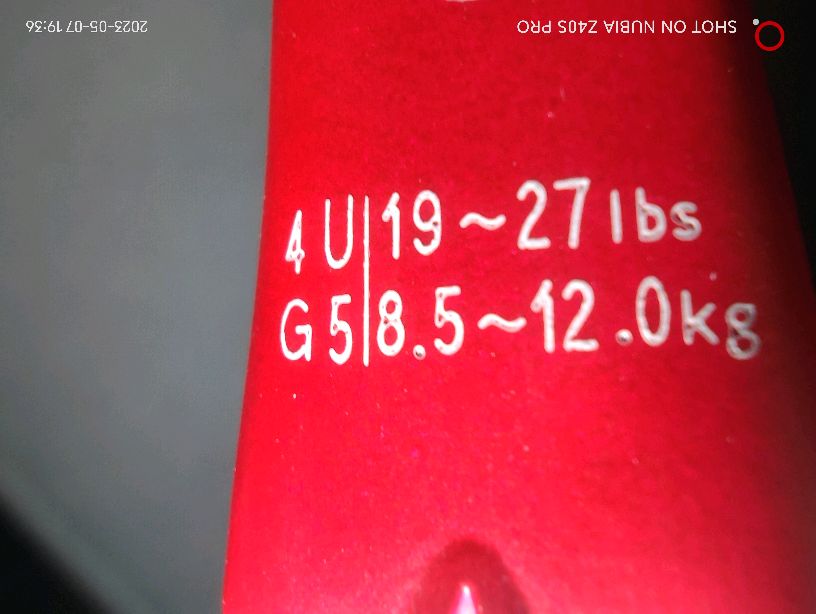 4U|19~27lbs
G5|8.5~12.0kg
SHOT ON NUBIA Z40S PRO
2023-05-07 19:36